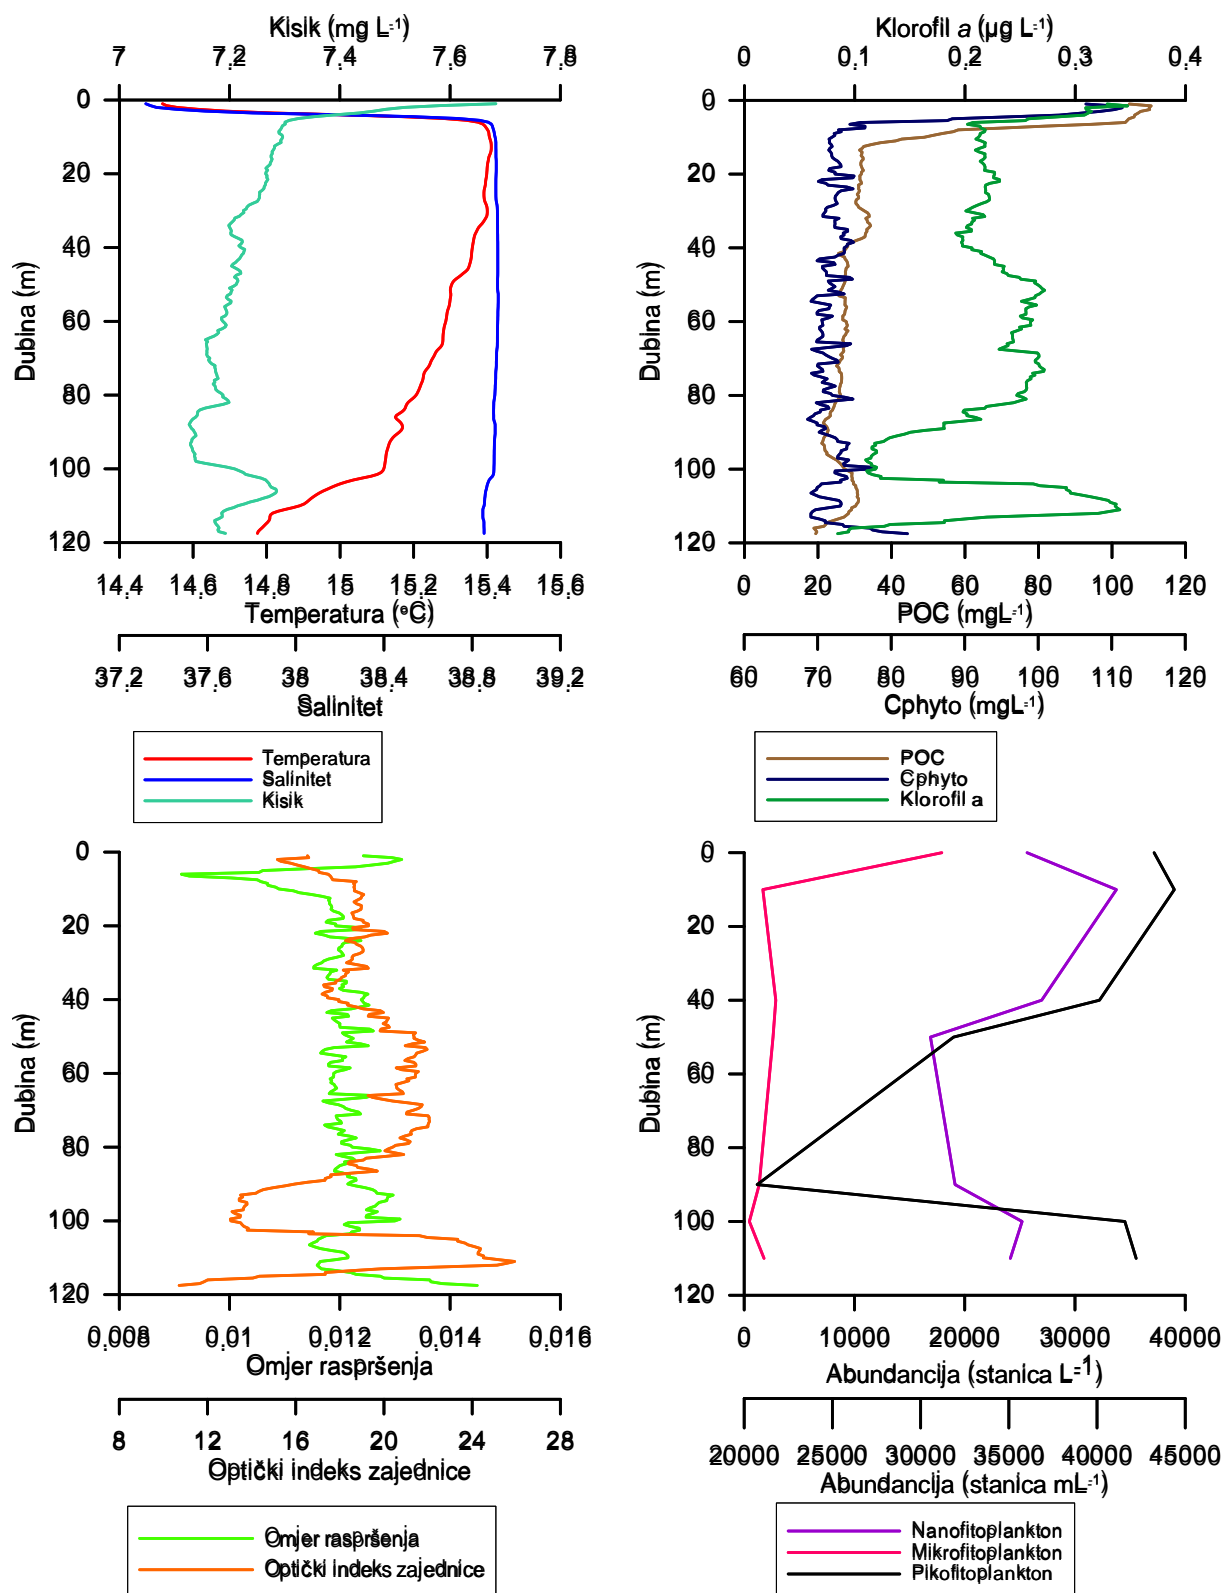 Kisik (mg L-1)
7 7.2 7.4 7.6 7.8
0
20
40
60
80
100
120
Dubina (m)
14.4 14.6 14.8 15 15.2 15.4 15.6
Temperatura (°C)
37.2 37.6 38 38.4 38.8 39.2
Salinitet
Temperatura
Salinitet
Kisik
Klorofil a (µg L-1)
0 0.1 0.2 0.3 0.4
0
20
40
60
80
100
120
Dubina (m)
0 20 40 60 80 100 120
POC (mgL-1)
60 70 80 90 100 110 120
Cphyto (mgL-1)
POC
Cphyto
Klorofil a
0
20
40
60
80
100
120
Dubina (m)
0.008 0.01 0.012 0.014 0.016
Omjer raspršenja
8 12 16 20 24 28
Optički indeks zajednice
Omjer raspršenja
Optički indeks zajednice
0
20
40
60
80
100
120
Dubina (m)
0 10000 20000 30000 40000
Abundancija (stanica L-1)
20000 25000 30000 35000 40000 45000
Abundancija (stanica mL-1)
Nanofitoplankton
Mikrofitoplankton
Pikofitoplankton